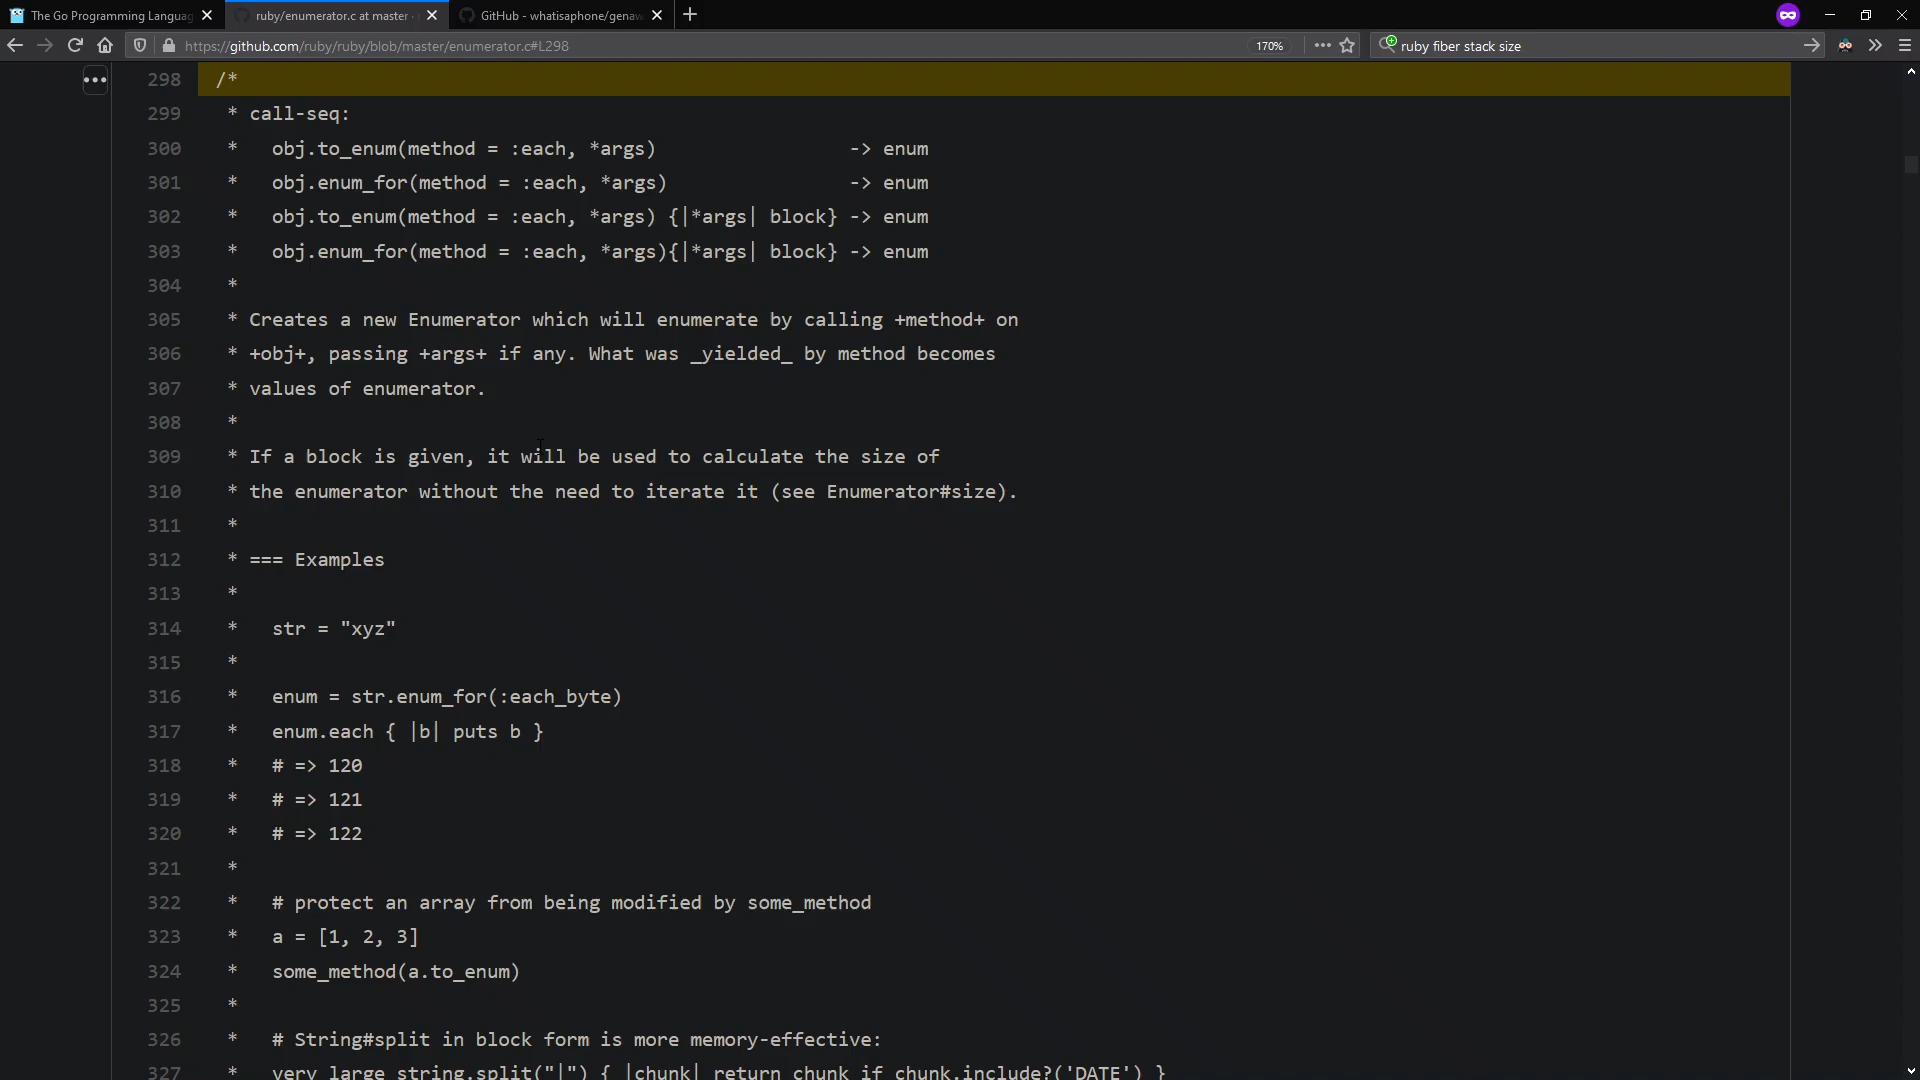 The Go Programming Languag
ruby/enumerator.c at master ·
GitHub - whatisaphone/genaw
https://github.com/ruby/ruby/blob/master/enumerator.c#L298
170%
ruby fiber stack size
298 /*
299 * call-seq:
300 *   obj.to_enum(method = :each, *args)                 -> enum
301 *   obj.enum_for(method = :each, *args)                -> enum
302 *   obj.to_enum(method = :each, *args) {|*args| block} -> enum
303 *   obj.enum_for(method = :each, *args){|*args| block} -> enum
304 *
305 * Creates a new Enumerator which will enumerate by calling +method+ on
306 * +obj+, passing +args+ if any. What was _yielded_ by method becomes
307 * values of enumerator.
308 *
309 * If a block is given, it will be used to calculate the size of
310 * the enumerator without the need to iterate it (see Enumerator#size).
311 *
312 * === Examples
313 *
314 *   str = "xyz"
315 *
316 *   enum = str.enum_for(:each_byte)
317 *   enum.each { |b| puts b }
318 *   # => 120
319 *   # => 121
320 *   # => 122
321 *
322 *   # protect an array from being modified by some_method
323 *   a = [1, 2, 3]
324 *   some_method(a.to_enum)
325 *
326 *   # String#split in block form is more memory-effective:
327 *   very_large_string.split("|") { |chunk| return chunk if chunk.include?('DATE') }